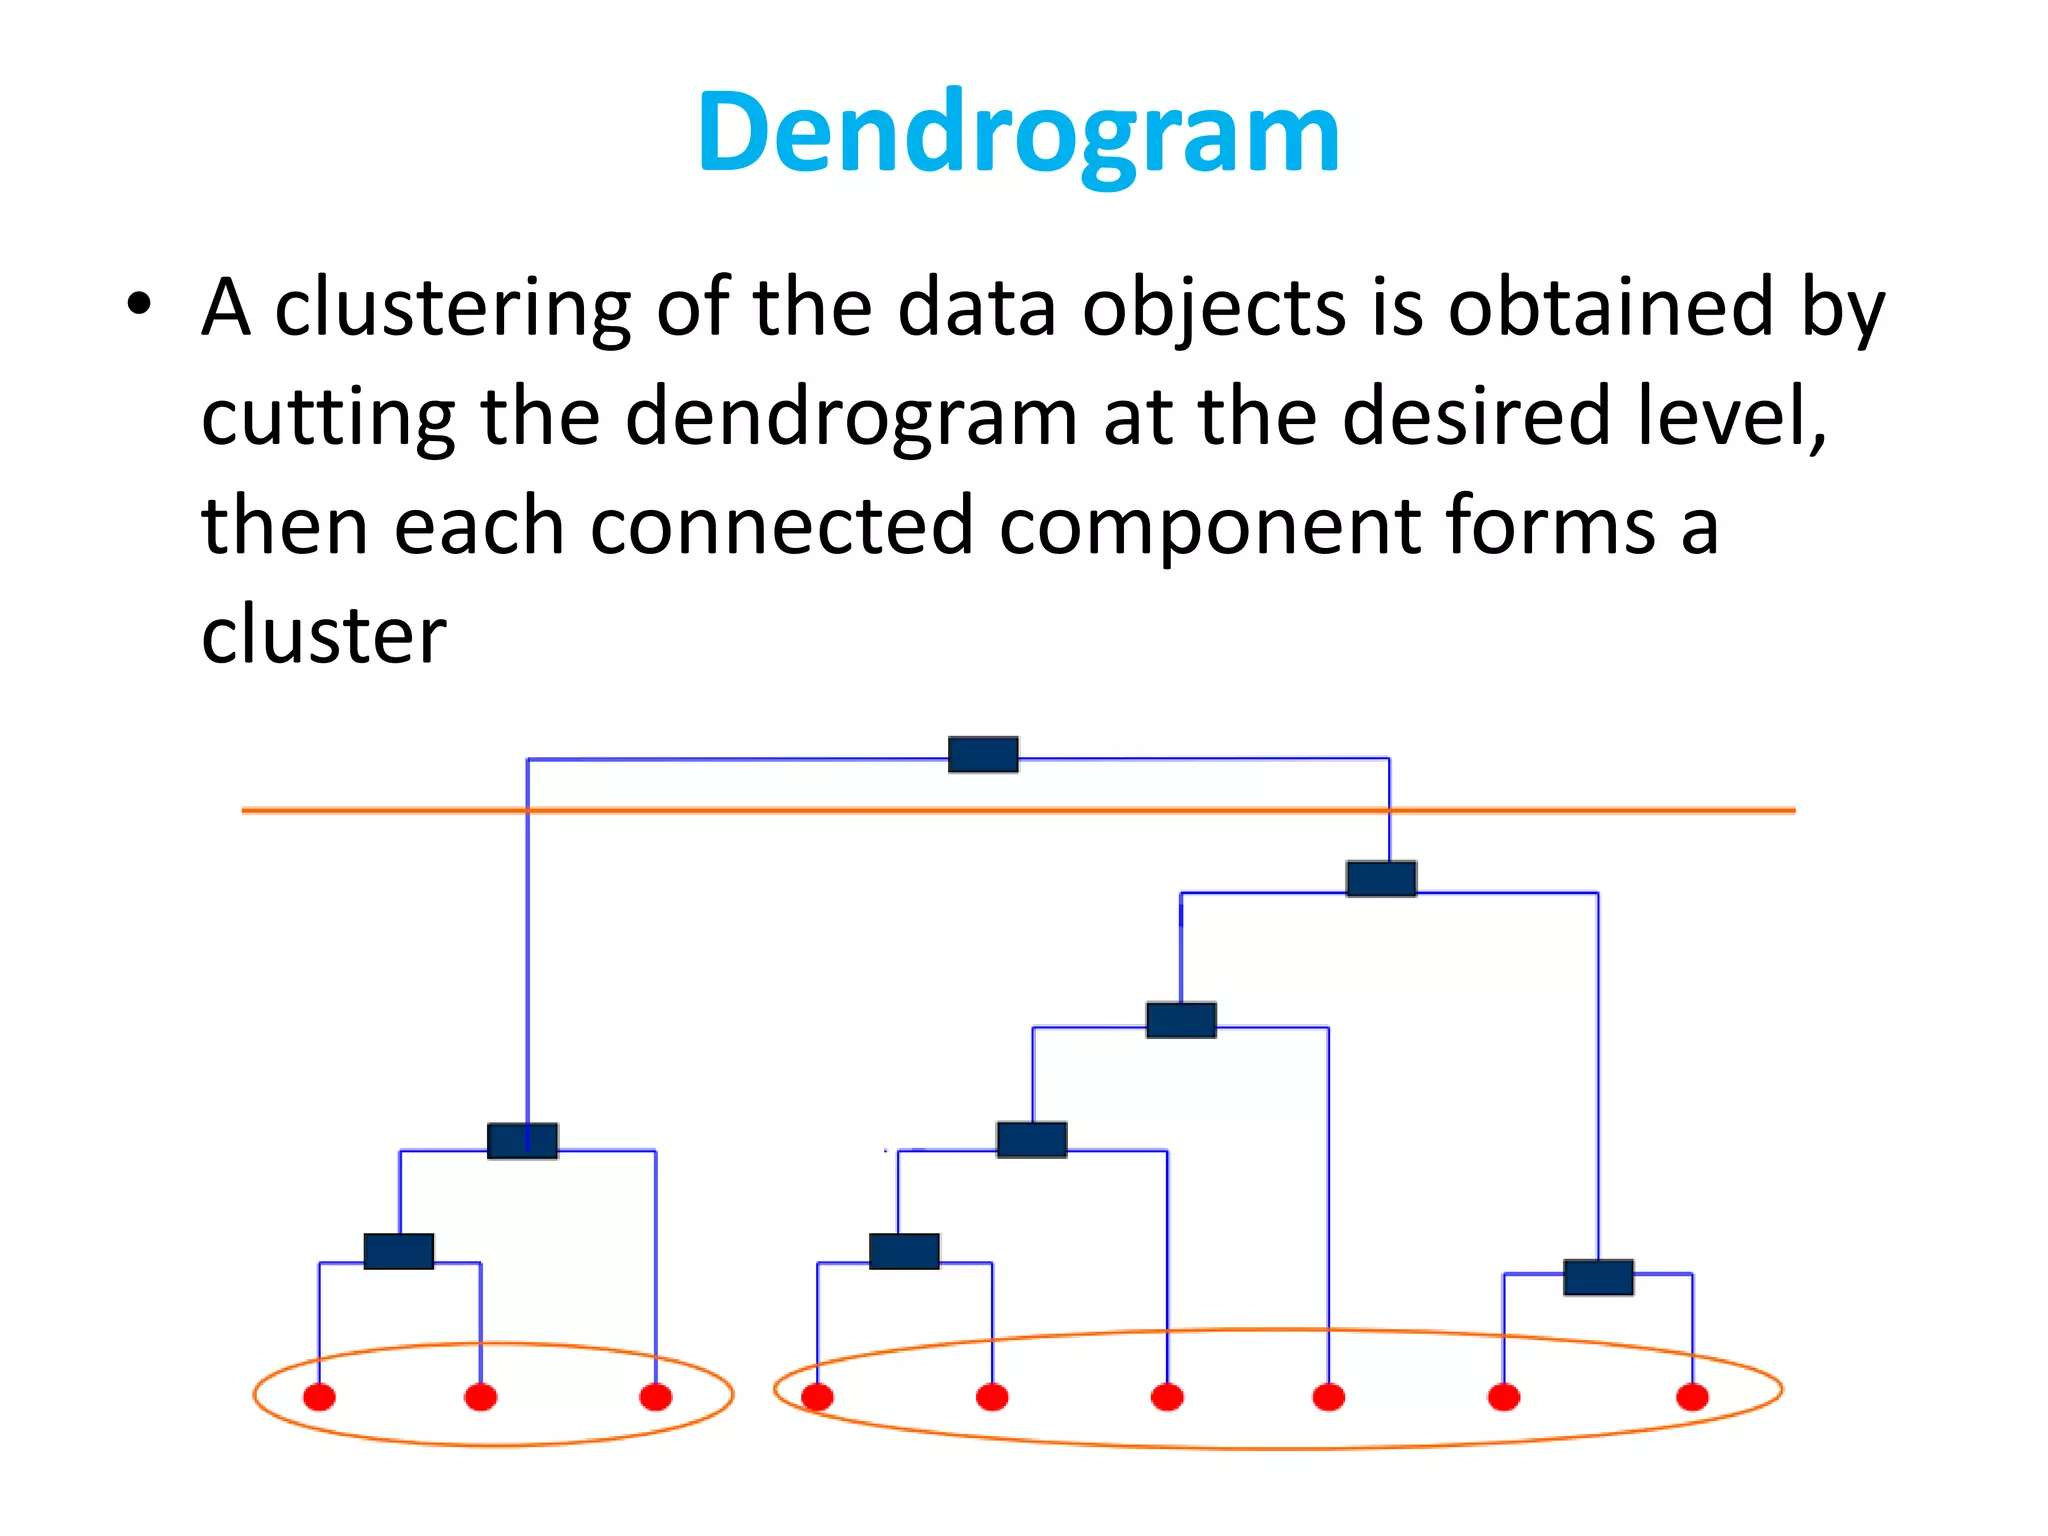 Dendrogram
• A clustering of the data objects is obtained by
cutting the dendrogram at the desired level,
then each connected component forms a
cluster